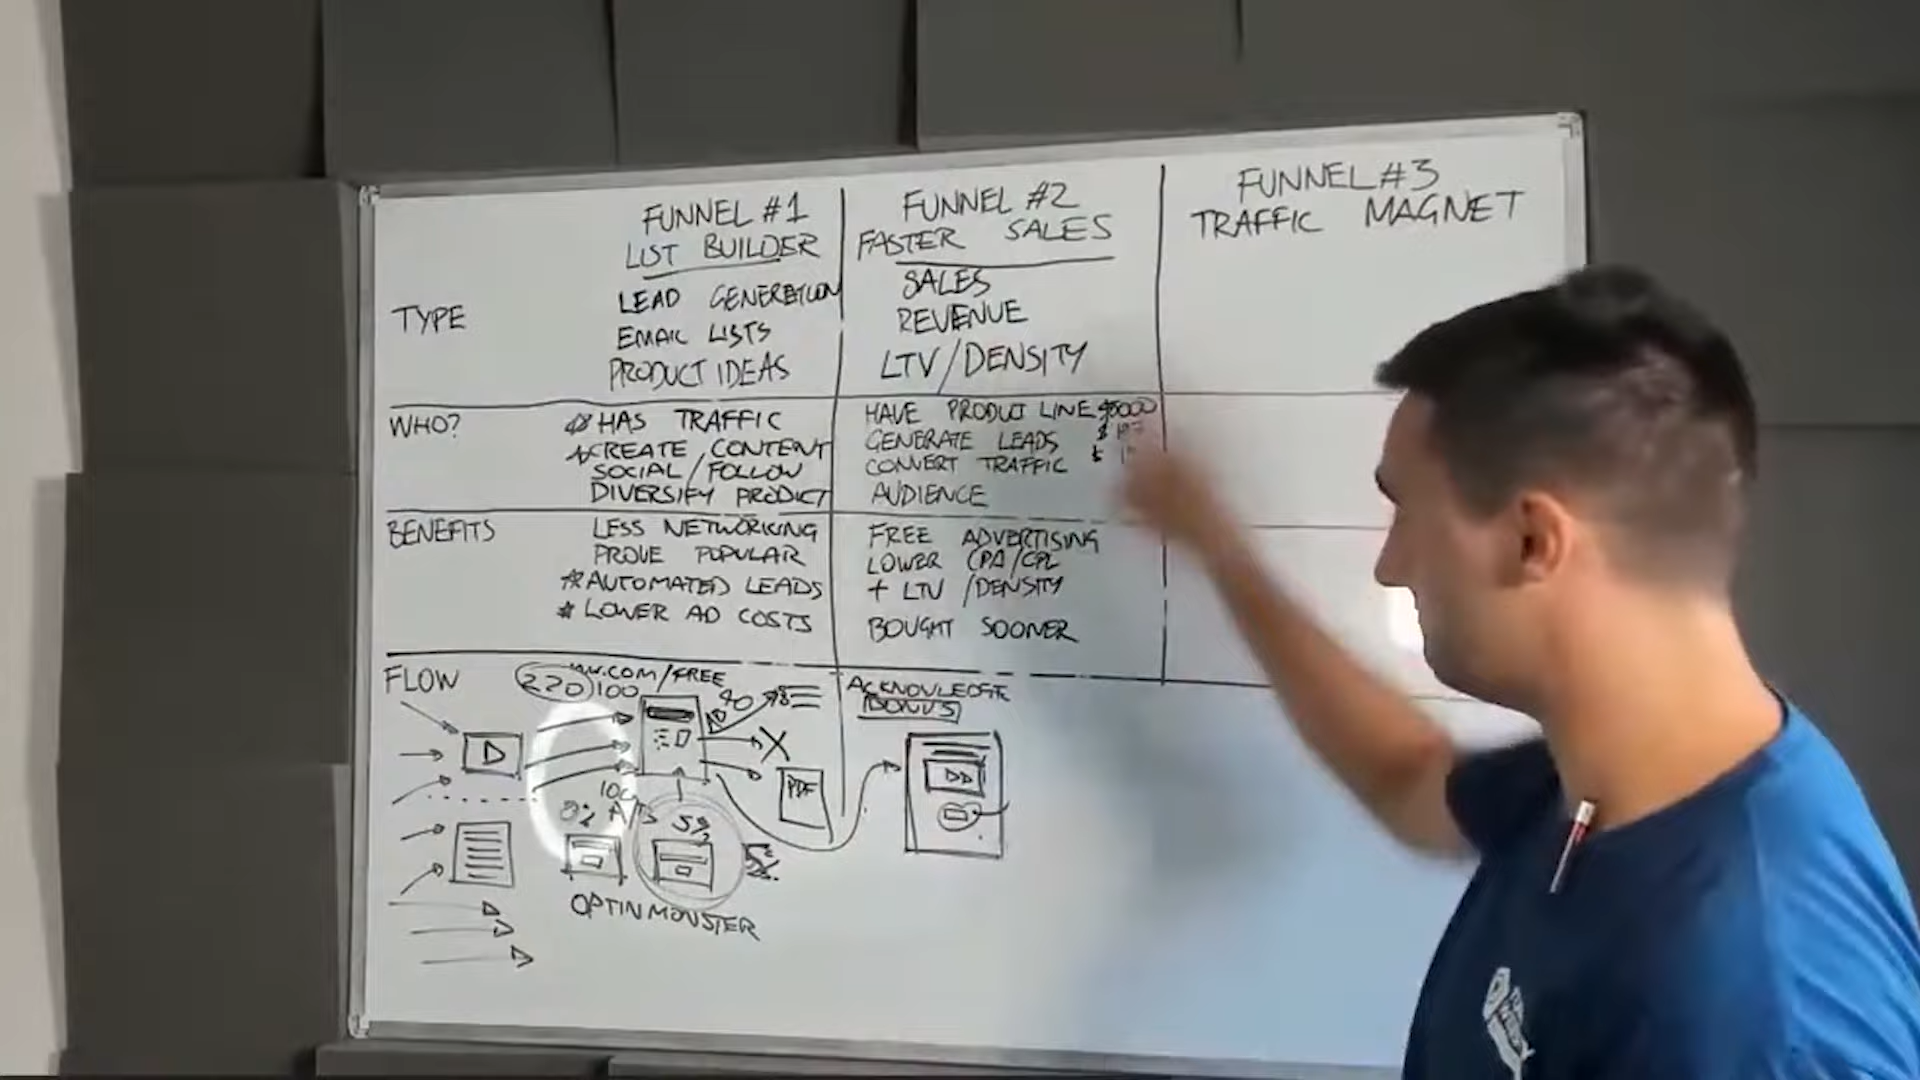 FUNNEL #1
LIST BUILDER
FUNNEL #2
FASTER SALES
FUNNEL #3
TRAFFIC MAGNET
TYPE
LEAD GENERATION
EMAIL LISTS
PRODUCT IDEAS
SALES
REVENUE
LTV/DENSITY
WHO?
HAS TRAFFIC
CREATE CONTENT
SOCIAL/FOLLOW
DIVERSIFY PRODUCT
HAVE PRODUCT LINE
GENERATE LEADS $
CONVERT TRAFFIC $
AUDIENCE
BENEFITS
LESS NETWORKING
PROVE POPULAR
AUTOMATED LEADS
LOWER AD COSTS
FREE ADVERTISING
LOWER CPA/CPL
+ LTV /DENSITY
BOUGHT SOONER
FLOW
.COM/FREE
220/100
40
PDF
5%
OPTINMONSTER
ACKNOWLEDGE
BONUS